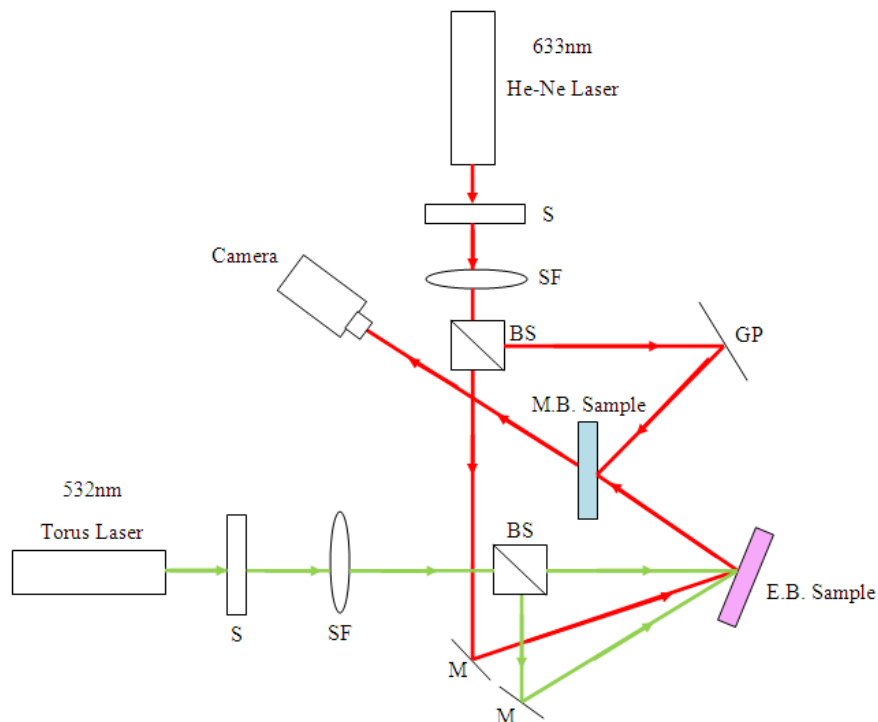 633nm
He-Ne Laser
S
Camera
SF
BS
GP
M.B. Sample
532nm
Torus Laser
BS
E.B. Sample
S
SF
M
M